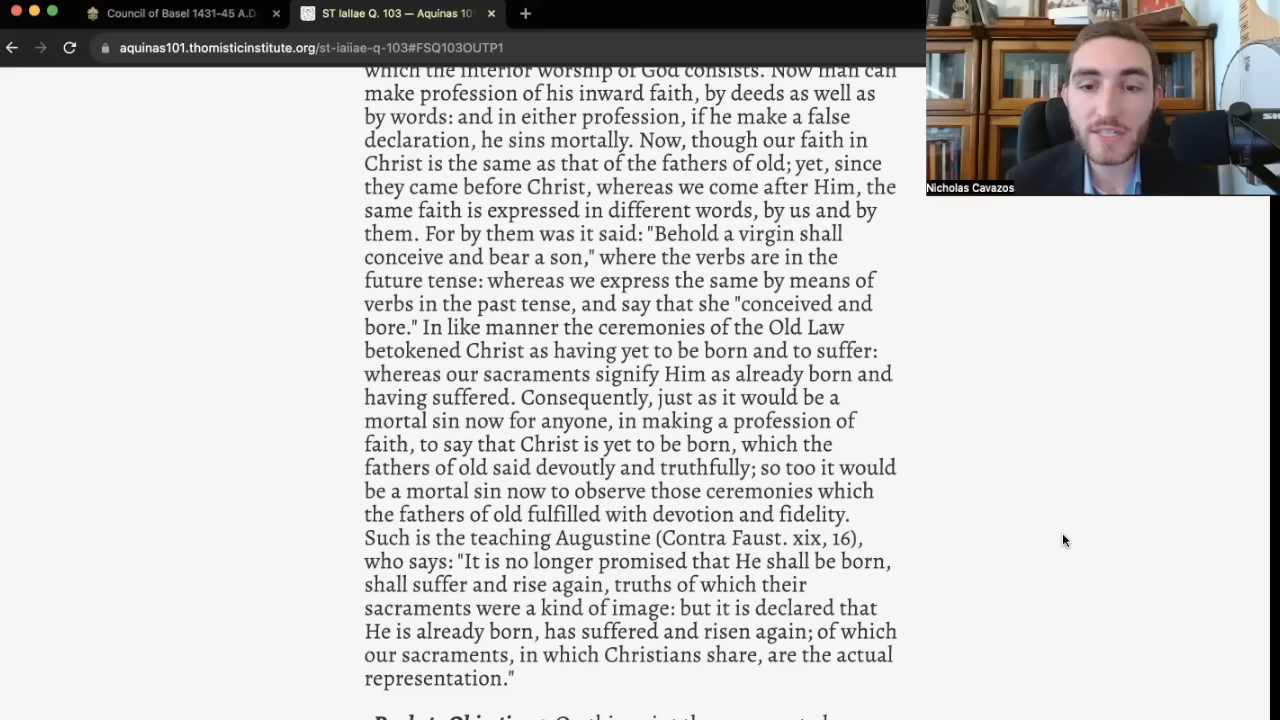 Council of Basel 1431-45 A.D.
ST IaIIae Q. 103 — Aquinas 10
aquinas101.thomisticinstitute.org/st-iaiiae-q-103#FSQ103OUTP1
Nicholas Cavazos
which the interior worship of God consists. Now man can
make profession of his inward faith, by deeds as well as
by words: and in either profession, if he make a false
declaration, he sins mortally. Now, though our faith in
Christ is the same as that of the fathers of old; yet, since
they came before Christ, whereas we come after Him, the
same faith is expressed in different words, by us and by
them. For by them was it said: "Behold a virgin shall
conceive and bear a son," where the verbs are in the
future tense: whereas we express the same by means of
verbs in the past tense, and say that she "conceived and
bore." In like manner the ceremonies of the Old Law
betokened Christ as having yet to be born and to suffer:
whereas our sacraments signify Him as already born and
having suffered. Consequently, just as it would be a
mortal sin now for anyone, in making a profession of
faith, to say that Christ is yet to be born, which the
fathers of old said devoutly and truthfully; so too it would
be a mortal sin now to observe those ceremonies which
the fathers of old fulfilled with devotion and fidelity.
Such is the teaching Augustine (Contra Faust. xix, 16),
who says: "It is no longer promised that He shall be born,
shall suffer and rise again, truths of which their
sacraments were a kind of image: but it is declared that
He is already born, has suffered and risen again; of which
our sacraments, in which Christians share, are the actual
representation."